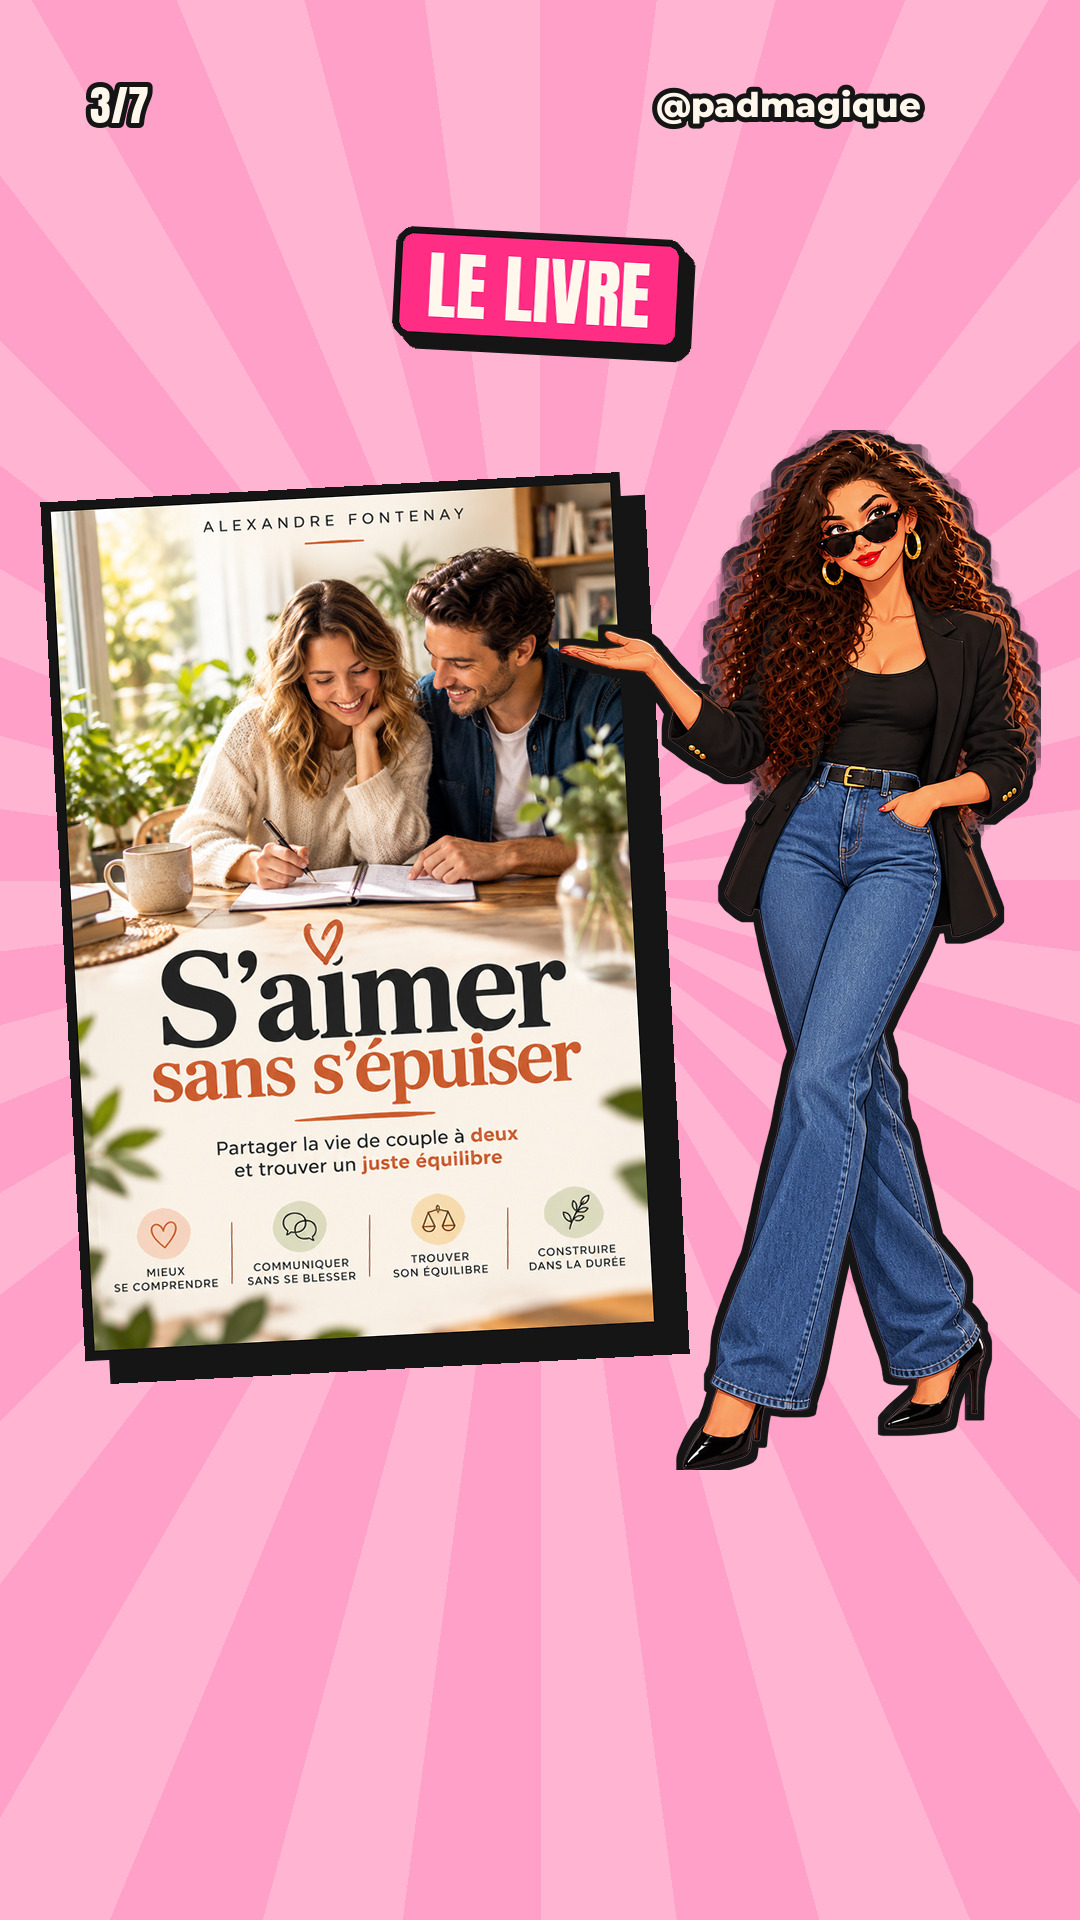 3/7
@padmagique
LE LIVRE
ALEXANDRE FONTENAY
S'aimer
sans s'épuiser
Partager la vie de couple à deux
et trouver un juste équilibre
MIEUX
SE COMPRENDRE
COMMUNIQUER
SANS SE BLESSER
TROUVER
SON ÉQUILIBRE
CONSTRUIRE
DANS LA DURÉE